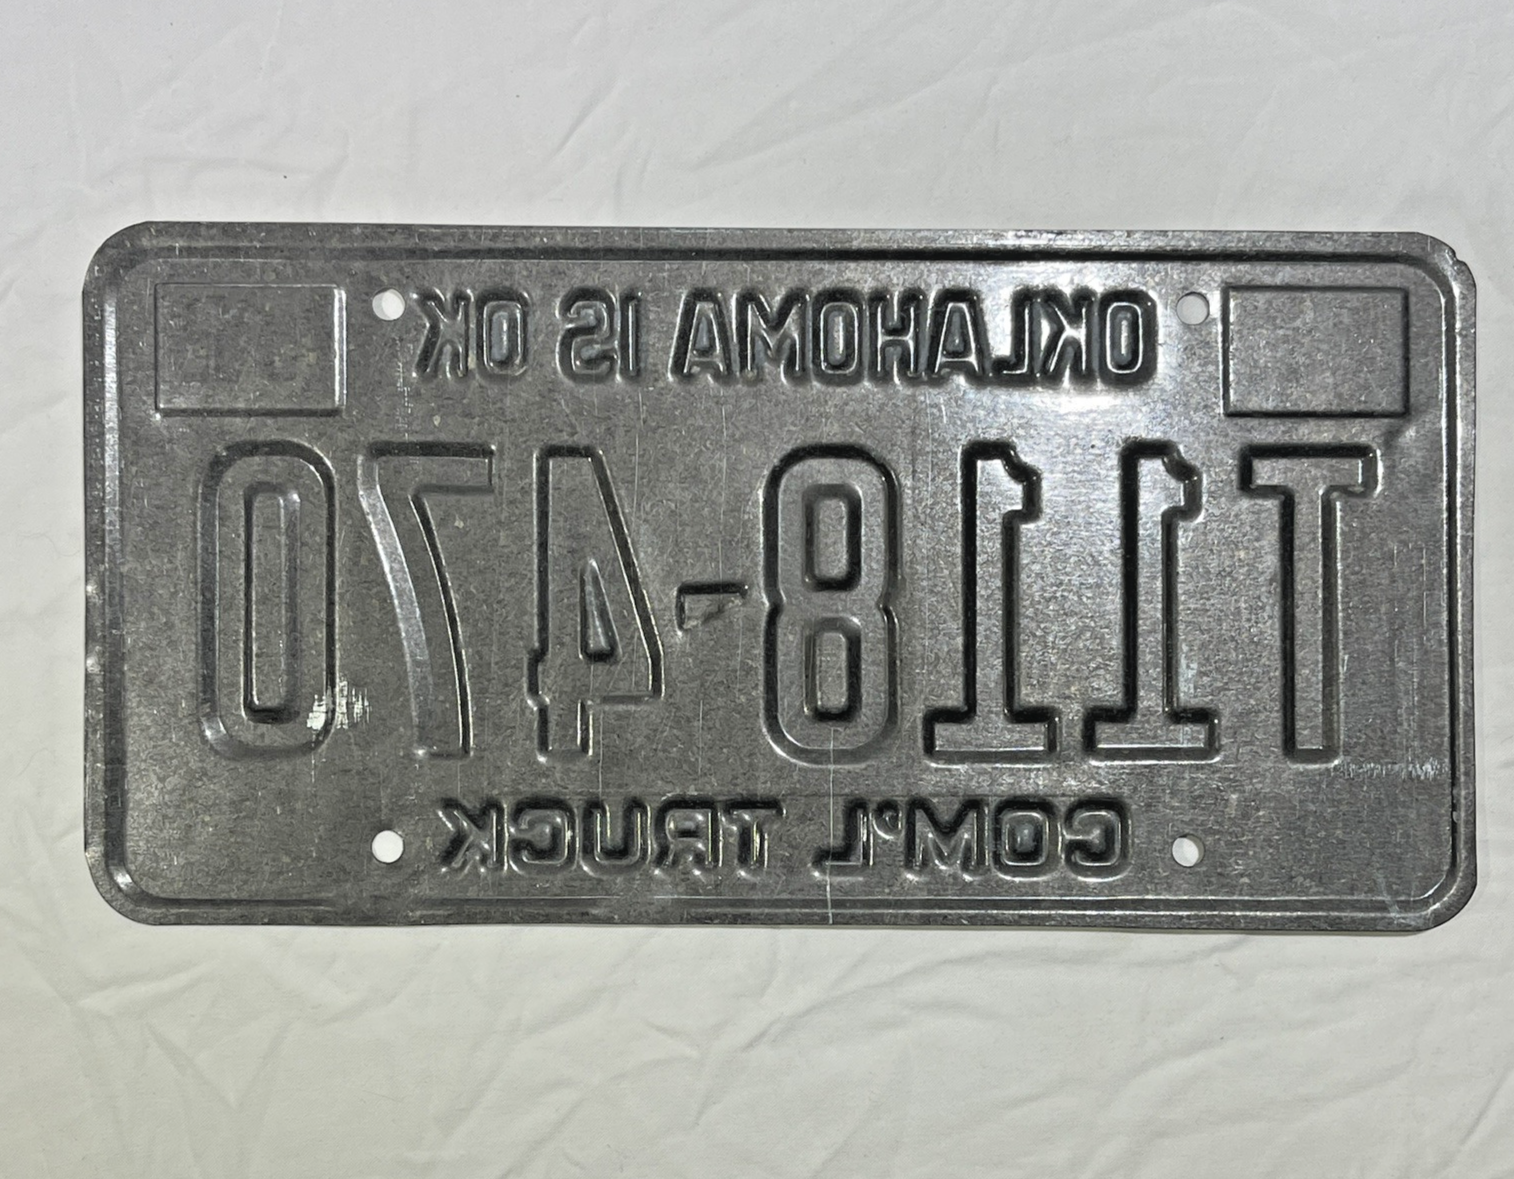 OKLAHOMA IS OK
T118-470
COM'L TRUCK